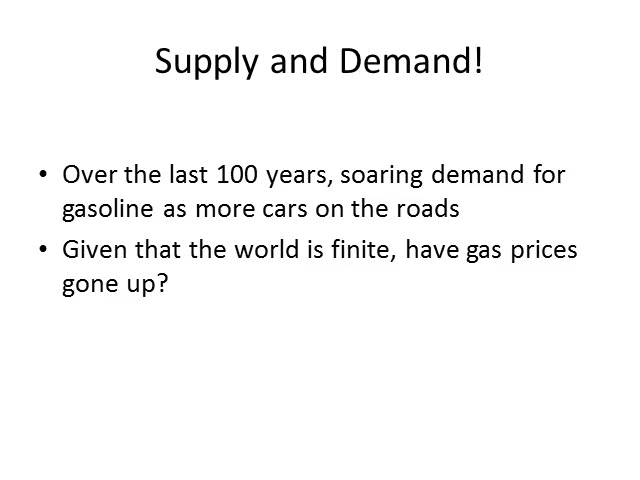 Supply and Demand!
• Over the last 100 years, soaring demand for
gasoline as more cars on the roads
• Given that the world is finite, have gas prices
gone up?